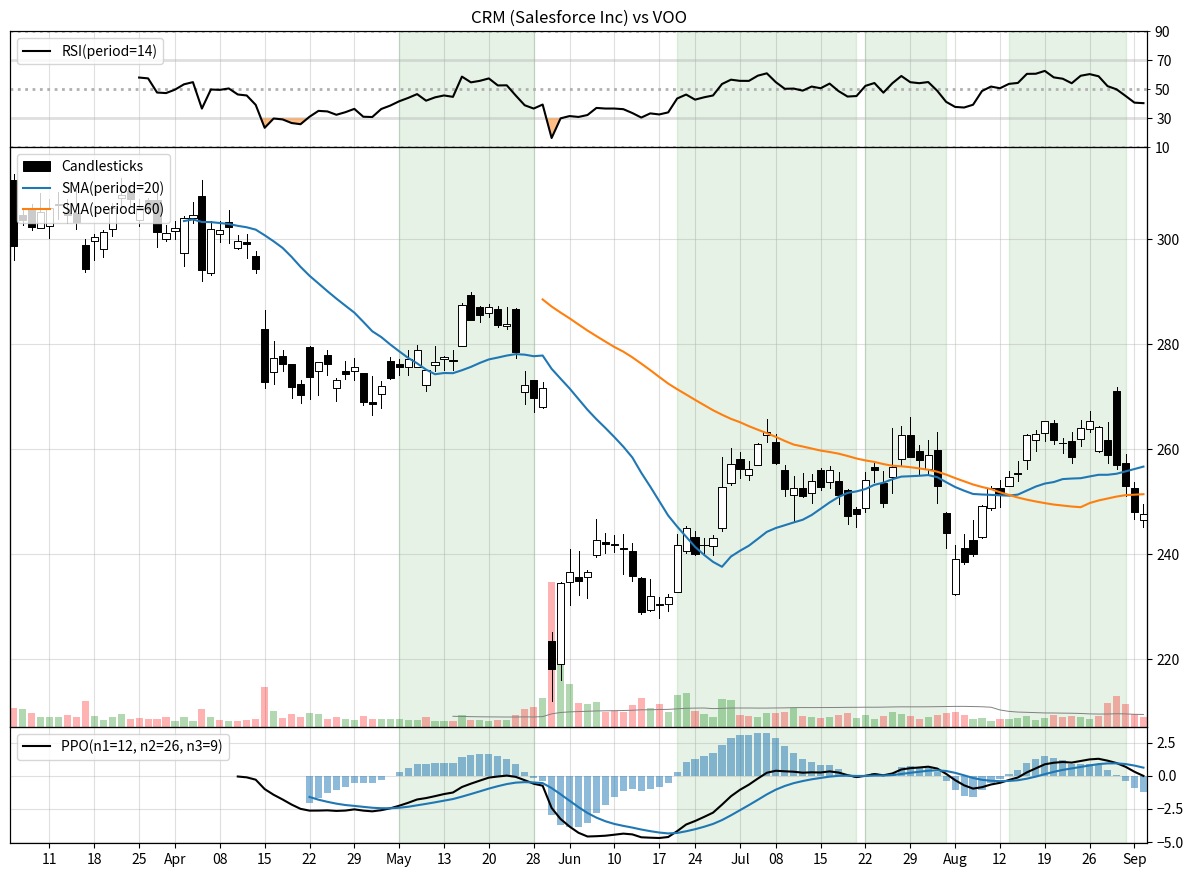 CRM (Salesforce Inc) vs VOO
RSI(period=14)
90
70
50
30
10
Candlesticks
SMA(period=20)
SMA(period=60)
300
280
260
240
220
PPO(n1=12, n2=26, n3=9)
2.5
0.0
−2.5
−5.0
11 18 25 Apr 08 15 22 29 May 13 20 28 Jun 10 17 24 Jul 08 15 22 29 Aug 12 19 26 Sep